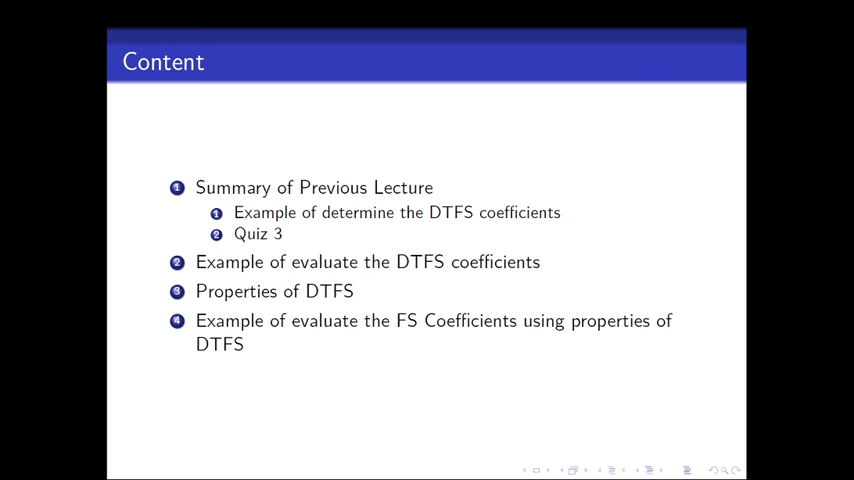 Content
1 Summary of Previous Lecture
1 Example of determine the DTFS coefficients
2 Quiz 3
2 Example of evaluate the DTFS coefficients
3 Properties of DTFS
4 Example of evaluate the FS Coefficients using properties of
DTFS